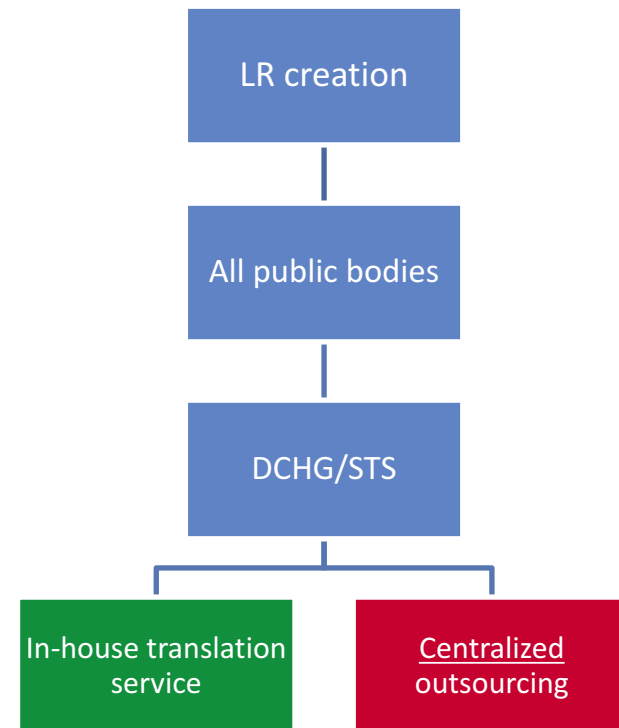 LR creation
All public bodies
DCHG/STS
In-house translation
service
Centralized
outsourcing